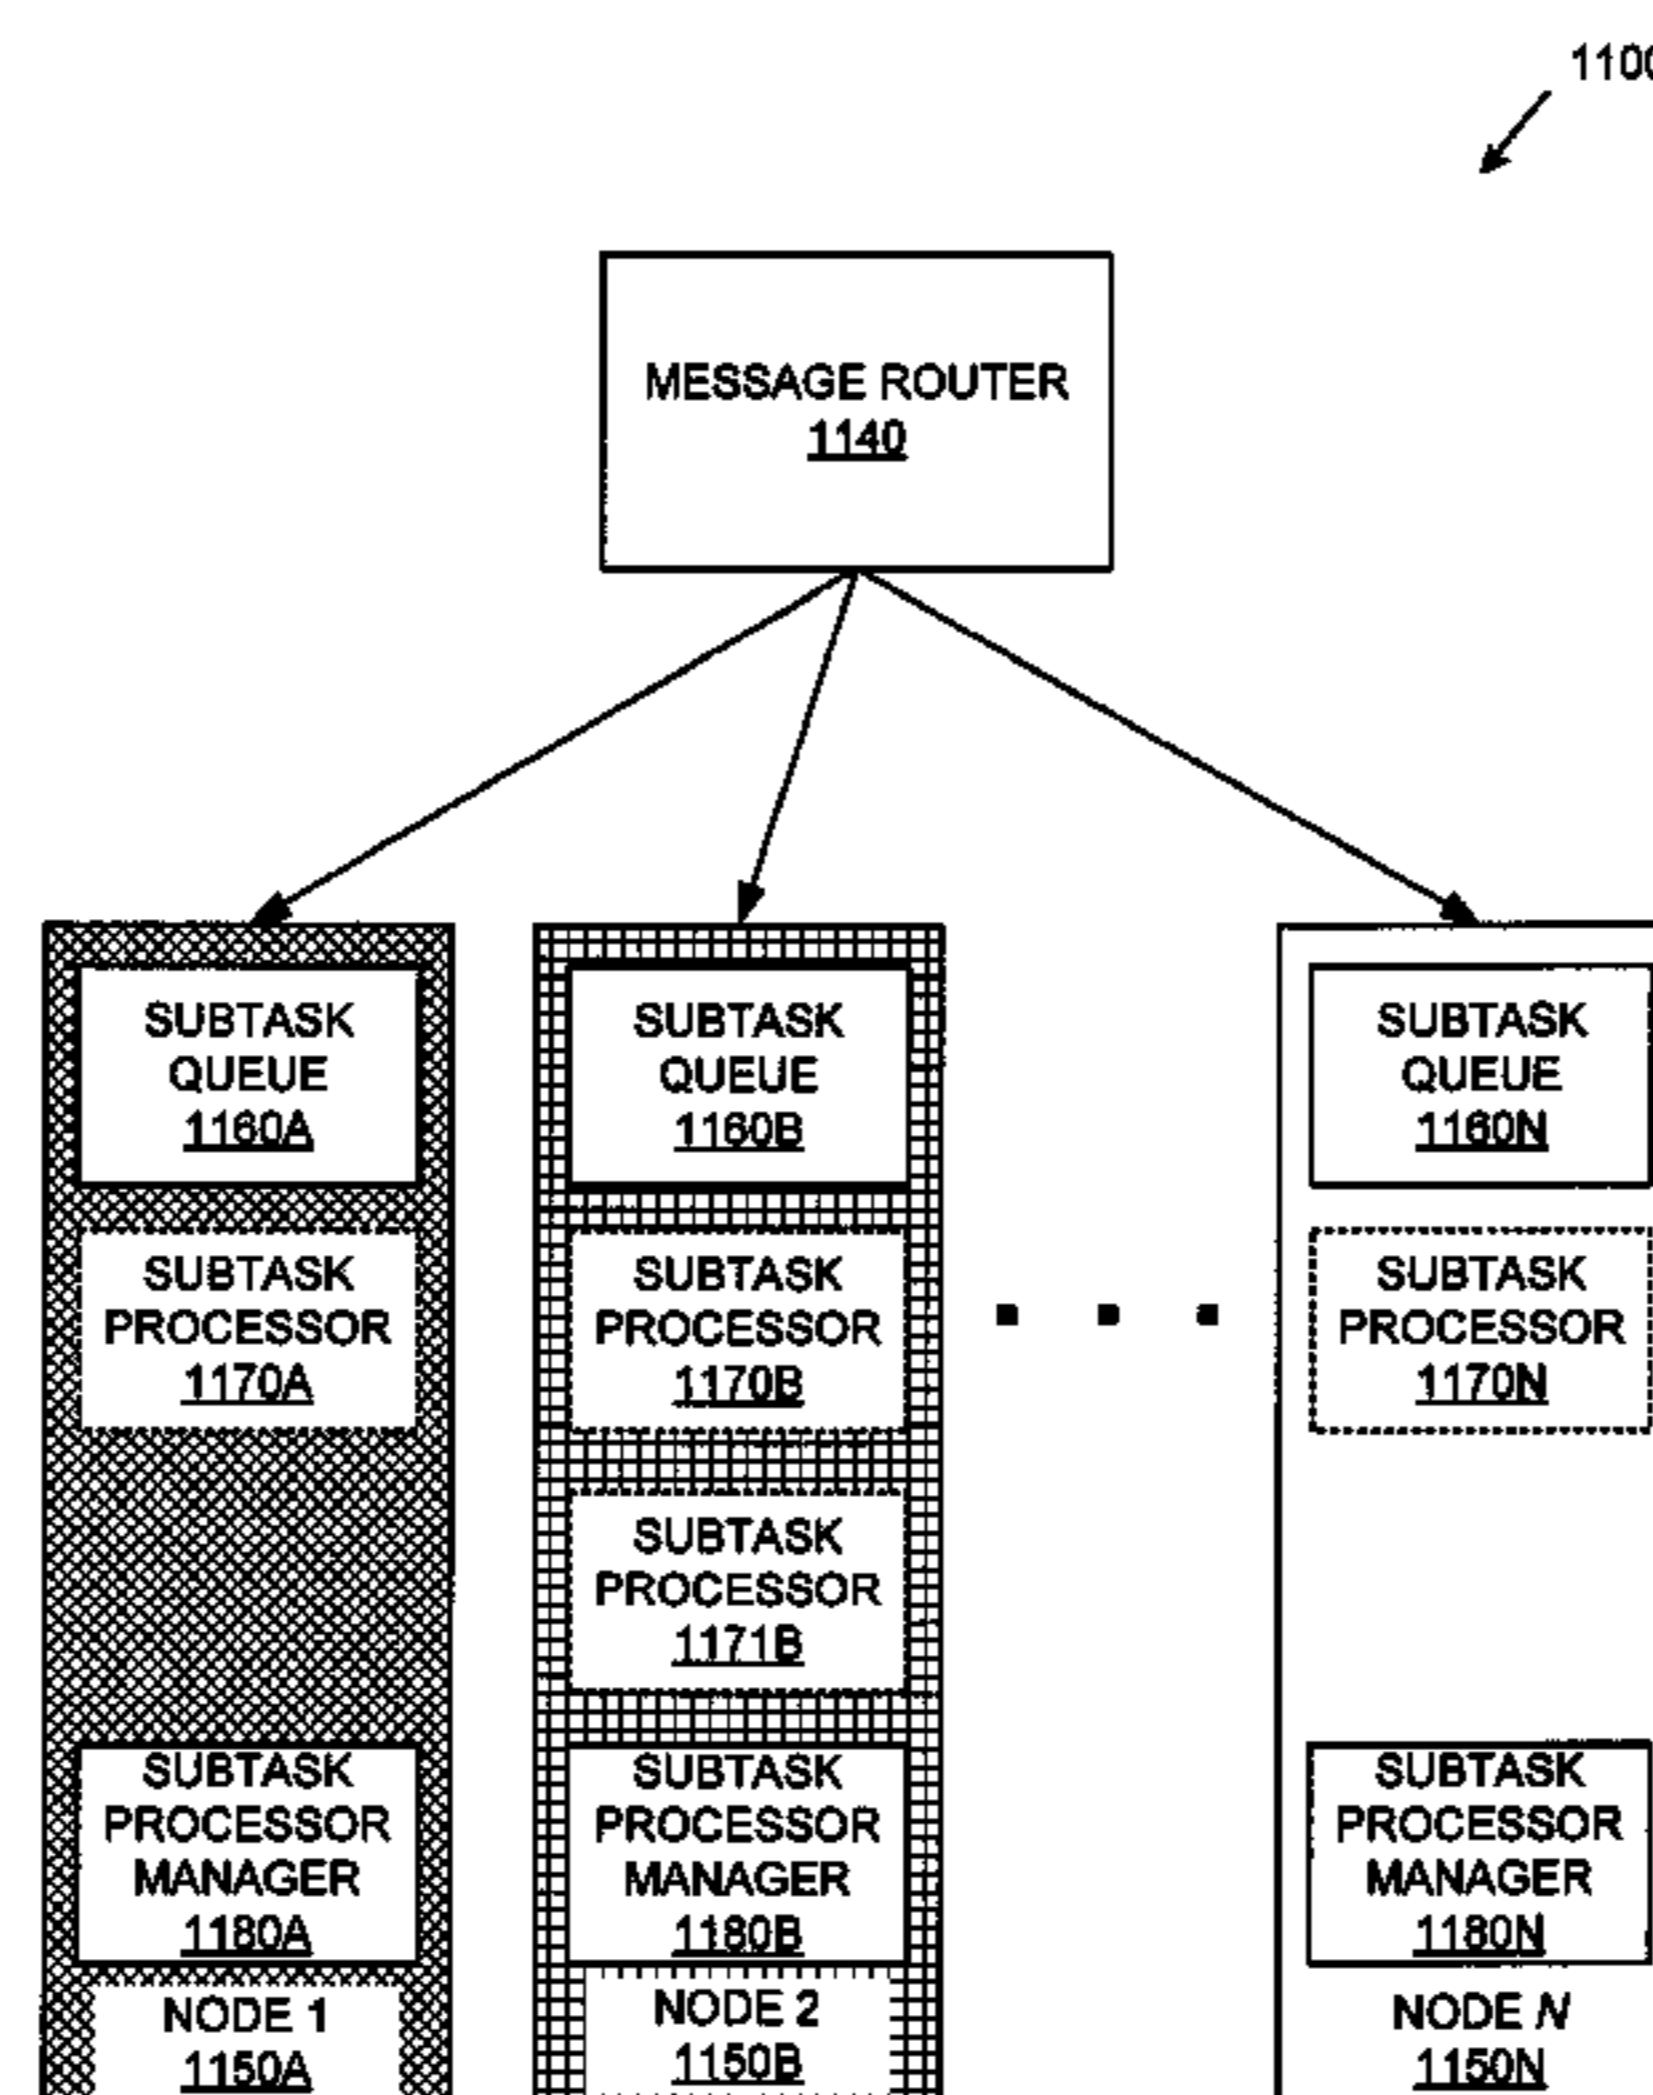 1100
MESSAGE ROUTER
1140
SUBTASK
QUEUE
1160A
SUBTASK
PROCESSOR
1170A
SUBTASK
PROCESSOR
MANAGER
1180A
NODE 1
1150A
SUBTASK
QUEUE
1160B
SUBTASK
PROCESSOR
1170B
SUBTASK
PROCESSOR
1171B
SUBTASK
PROCESSOR
MANAGER
1180B
NODE 2
1150B
SUBTASK
QUEUE
1160N
SUBTASK
PROCESSOR
1170N
SUBTASK
PROCESSOR
MANAGER
1180N
NODE N
1150N